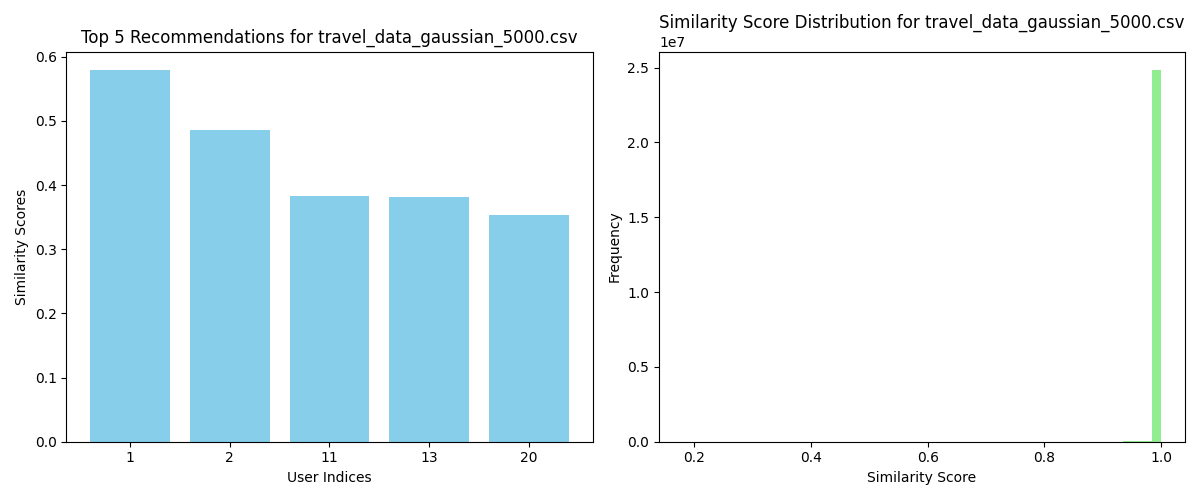 Top 5 Recommendations for travel_data_gaussian_5000.csv
Similarity Scores
0.6
0.5
0.4
0.3
0.2
0.1
0.0
1 2 11 13 20
User Indices
Similarity Score Distribution for travel_data_gaussian_5000.csv
1e7
Frequency
2.5
2.0
1.5
1.0
0.5
0.0
0.2 0.4 0.6 0.8 1.0
Similarity Score